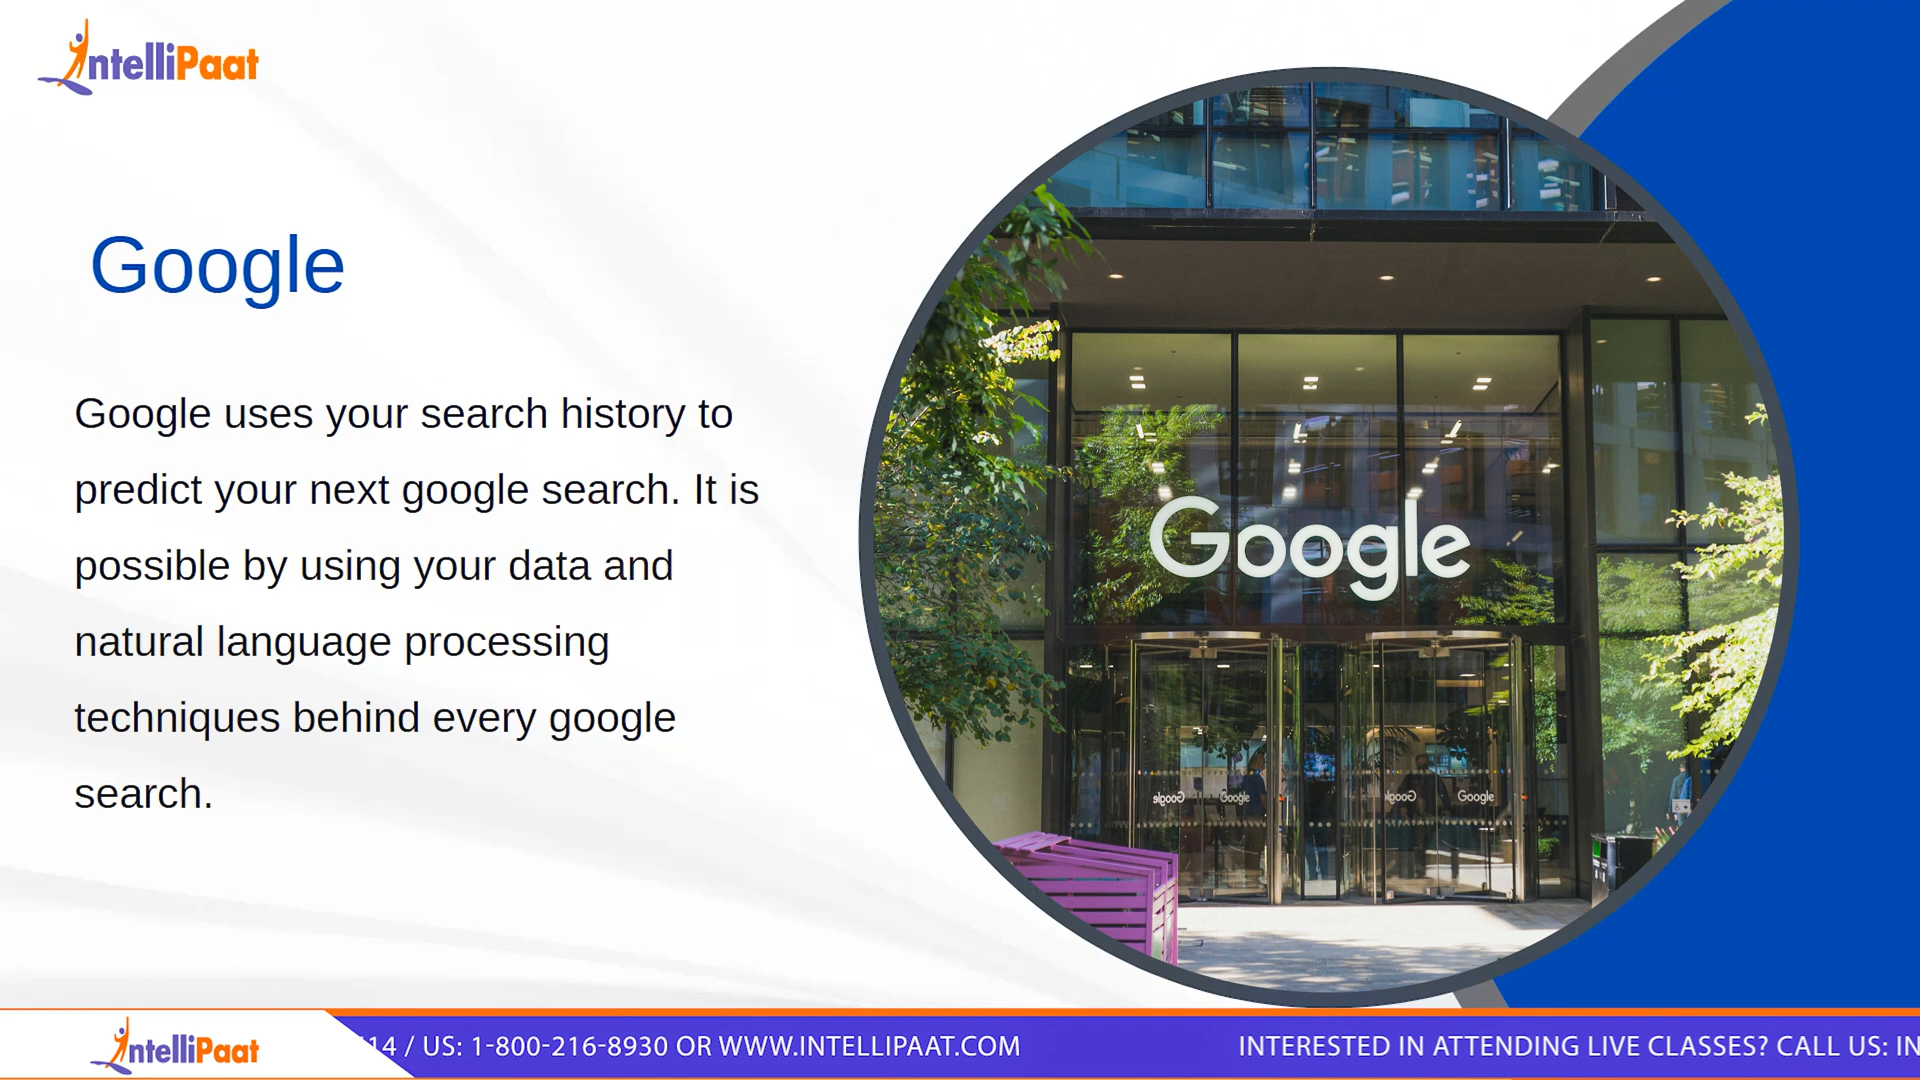 IntelliPaat
Google
Google uses your search history to
predict your next google search. It is
possible by using your data and
natural language processing
techniques behind every google
search.
Google
Google Google Google Google
IntelliPaat
14 / US: 1-800-216-8930 OR WWW.INTELLIPAAT.COM
INTERESTED IN ATTENDING LIVE CLASSES? CALL US: IN